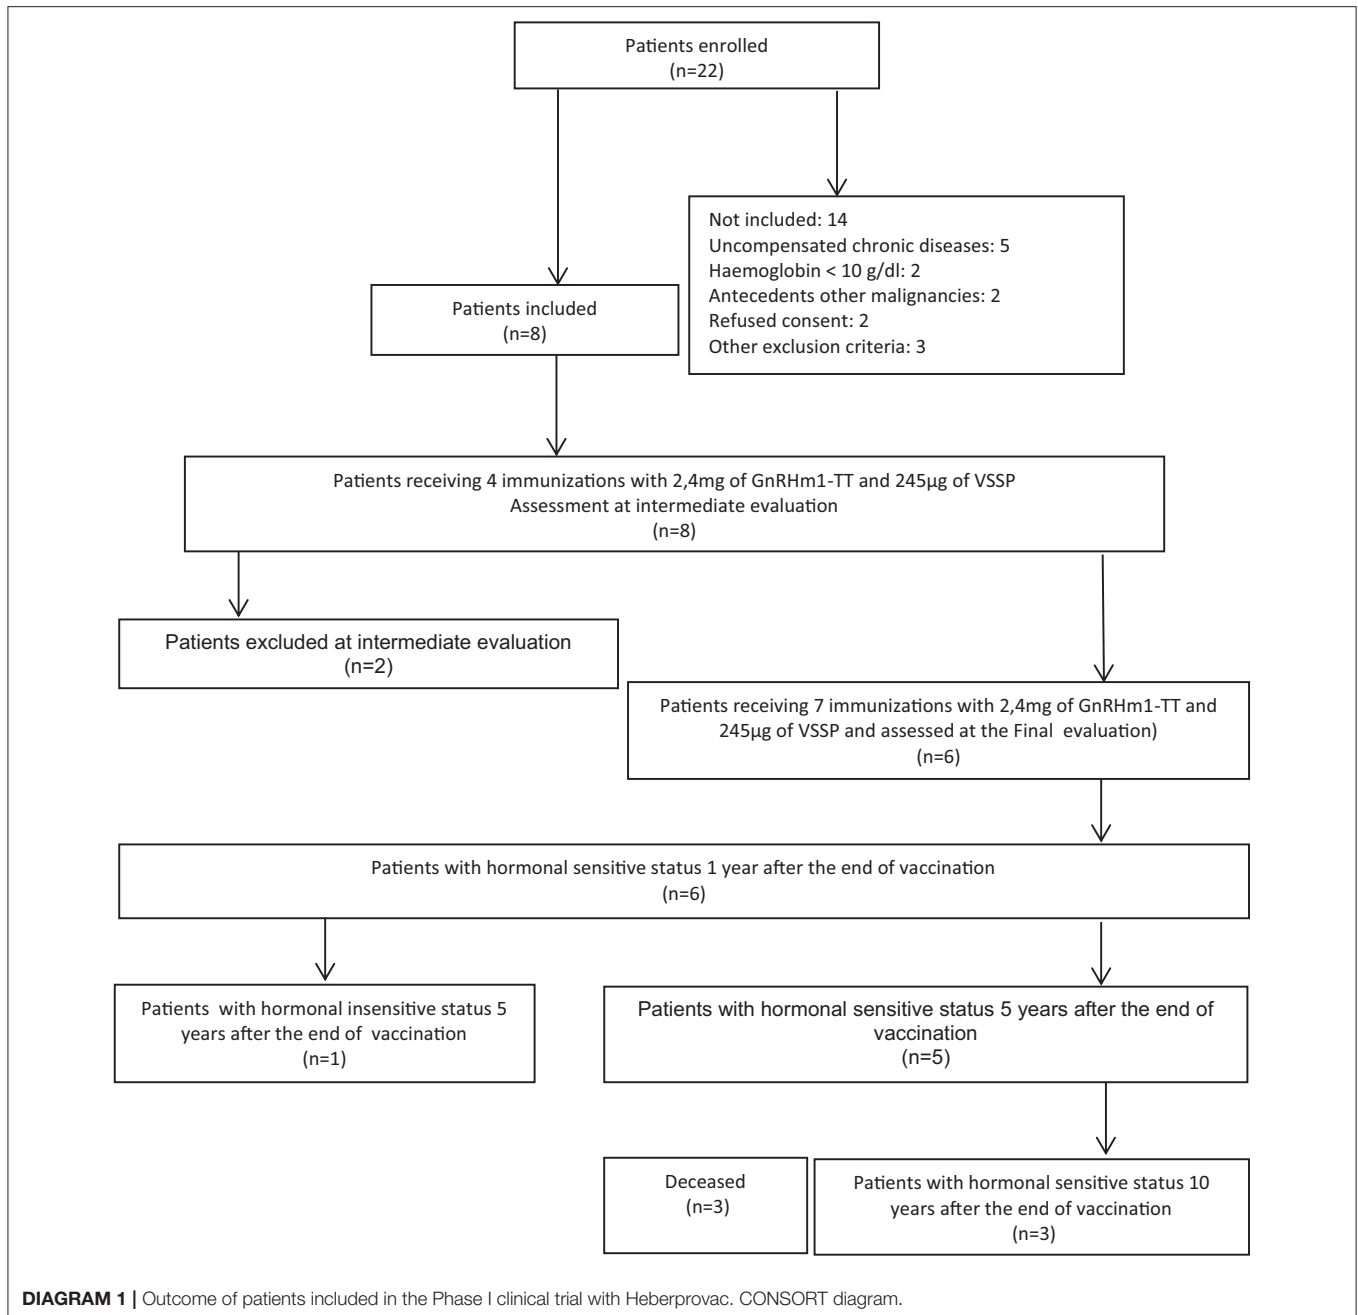 Patients enrolled
(n=22)
Not included: 14
Uncompensated chronic diseases: 5
Haemoglobin < 10 g/dl: 2
Antecedents other malignancies: 2
Refused consent: 2
Other exclusion criteria: 3
Patients included
(n=8)
Patients receiving 4 immunizations with 2,4mg of GnRHm1-TT and 245µg of VSSP
Assessment at intermediate evaluation
(n=8)
Patients excluded at intermediate evaluation
(n=2)
Patients receiving 7 immunizations with 2,4mg of GnRHm1-TT and
245µg of VSSP and assessed at the Final evaluation)
(n=6)
Patients with hormonal sensitive status 1 year after the end of vaccination
(n=6)
Patients with hormonal insensitive status 5
years after the end of vaccination
(n=1)
Patients with hormonal sensitive status 5 years after the end of
vaccination
(n=5)
Deceased
(n=3)
Patients with hormonal sensitive status 10
years after the end of vaccination
(n=3)
DIAGRAM 1 | Outcome of patients included in the Phase I clinical trial with Heberprovac. CONSORT diagram.